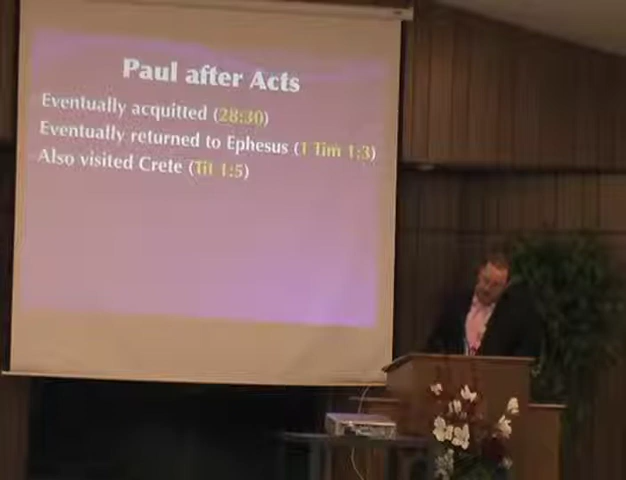 Paul after Acts
Eventually acquitted (28:30)
Eventually returned to Ephesus (1 Tim 1:3)
Also visited Crete (Tit 1:5)